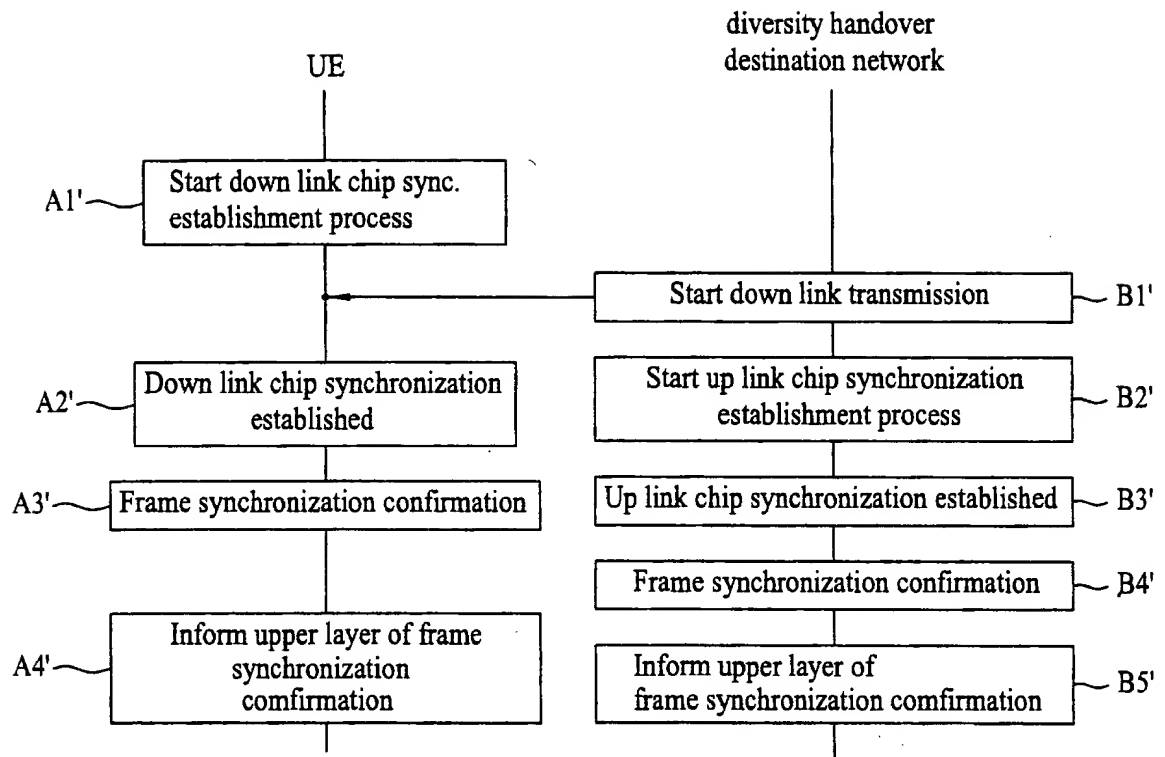 diversity handover
destination network
UE
A1'
Start down link chip sync.
establishment process
Start down link transmission
B1'
A2'
Down link chip synchronization
established
Start up link chip synchronization
establishment process
B2'
A3'
Frame synchronization confirmation
Up link chip synchronization established
B3'
Frame synchronization confirmation
B4'
A4'
Inform upper layer of frame
synchronization
comfirmation
Inform upper layer of
frame synchronization comfirmation
B5'